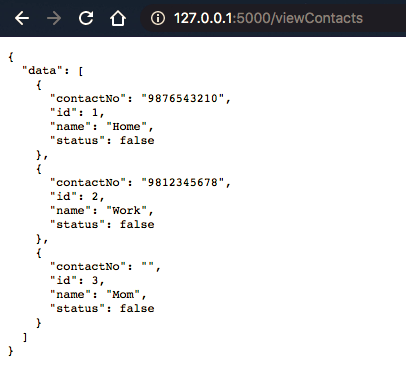 127.0.0.1:5000/viewContacts
{
  "data": [
    {
      "contactNo": "9876543210",
      "id": 1,
      "name": "Home",
      "status": false
    },
    {
      "contactNo": "9812345678",
      "id": 2,
      "name": "Work",
      "status": false
    },
    {
      "contactNo": "",
      "id": 3,
      "name": "Mom",
      "status": false
    }
  ]
}